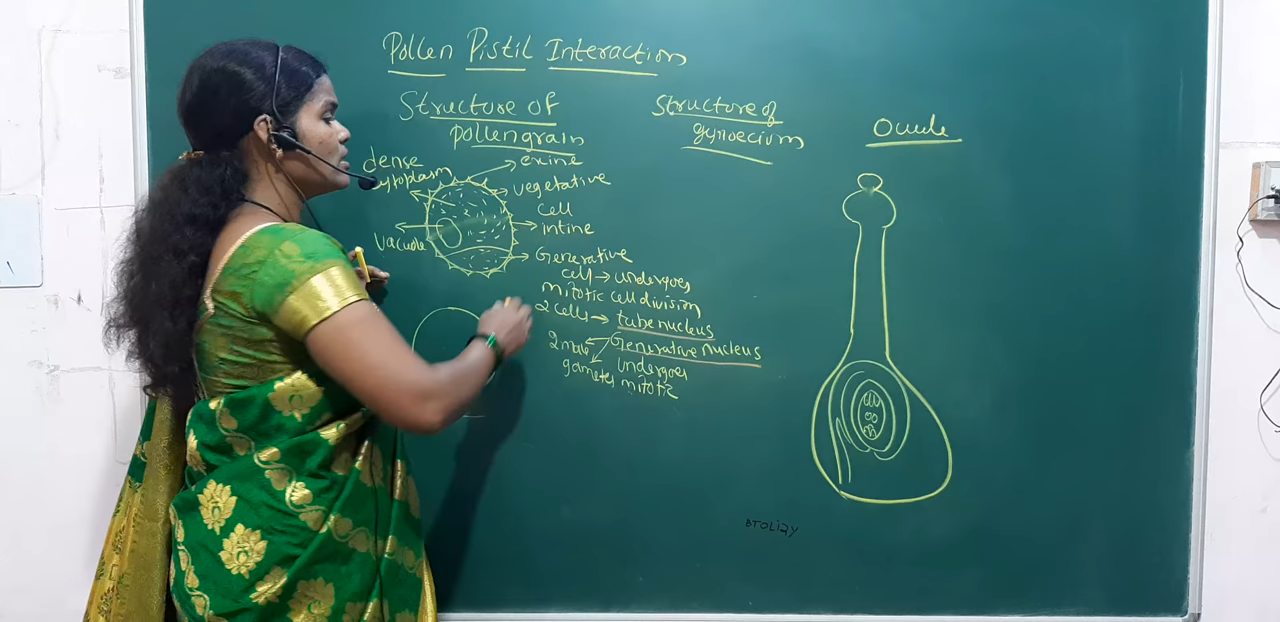 Pollen Pistil Interaction
Structure of
pollengrain
dense
cytoplasm
exine
vegetative
cell
intine
vacuole
Generative
cell → undergoes
mitotic cell division
2 cells → tube nucleus
Generative nucleus
2 male
gametes
undergoes
mitotic
Structure of
gynoecium
Ovule
BTOL12Y